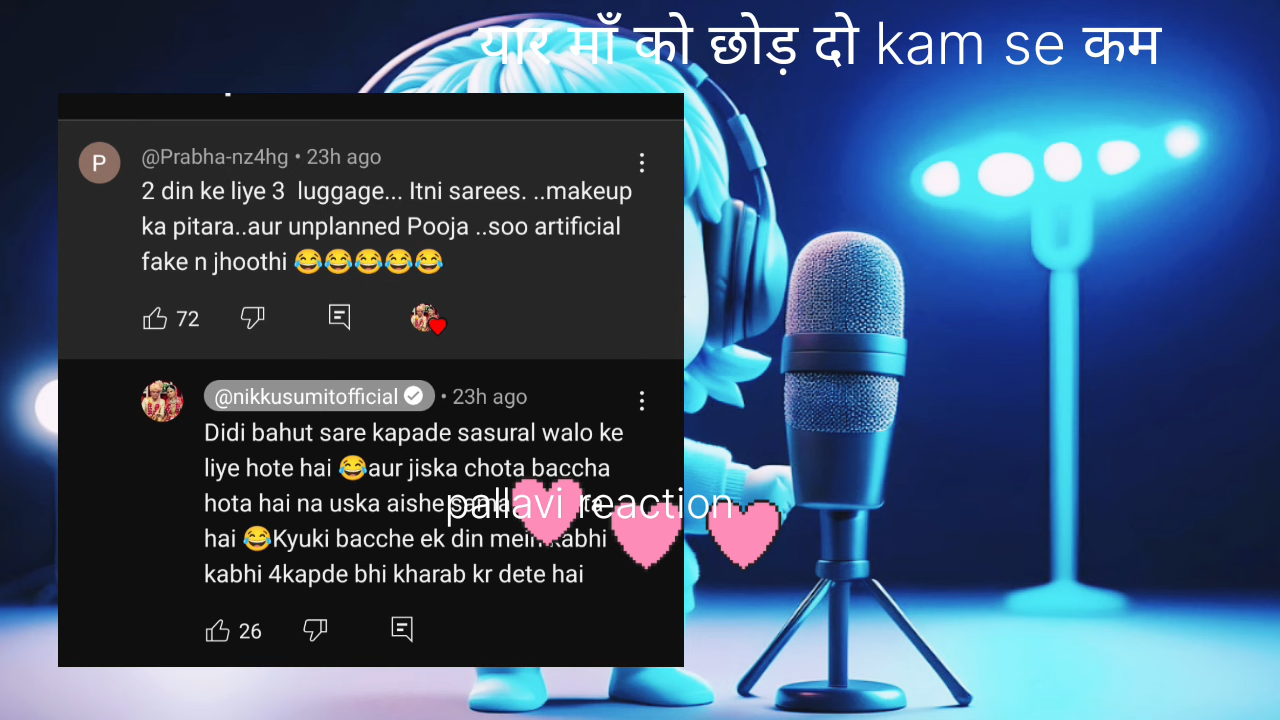 यार माँ को छोड़ दो kam se कम
P
@Prabha-nz4hg • 23h ago
2 din ke liye 3 luggage... Itni sarees. ..makeup
ka pitara..aur unplanned Pooja ..soo artificial
fake n jhoothi 😂😂😂😂😂
72
@nikkusumitofficial • 23h ago
Didi bahut sare kapade sasural walo ke
liye hote hai 😂aur jiska chota baccha
hota hai na uska aishe
pallavi reaction
hai 😂Kyuki bacche ek din mein kabhi
kabhi 4kapde bhi kharab kr dete hai
26